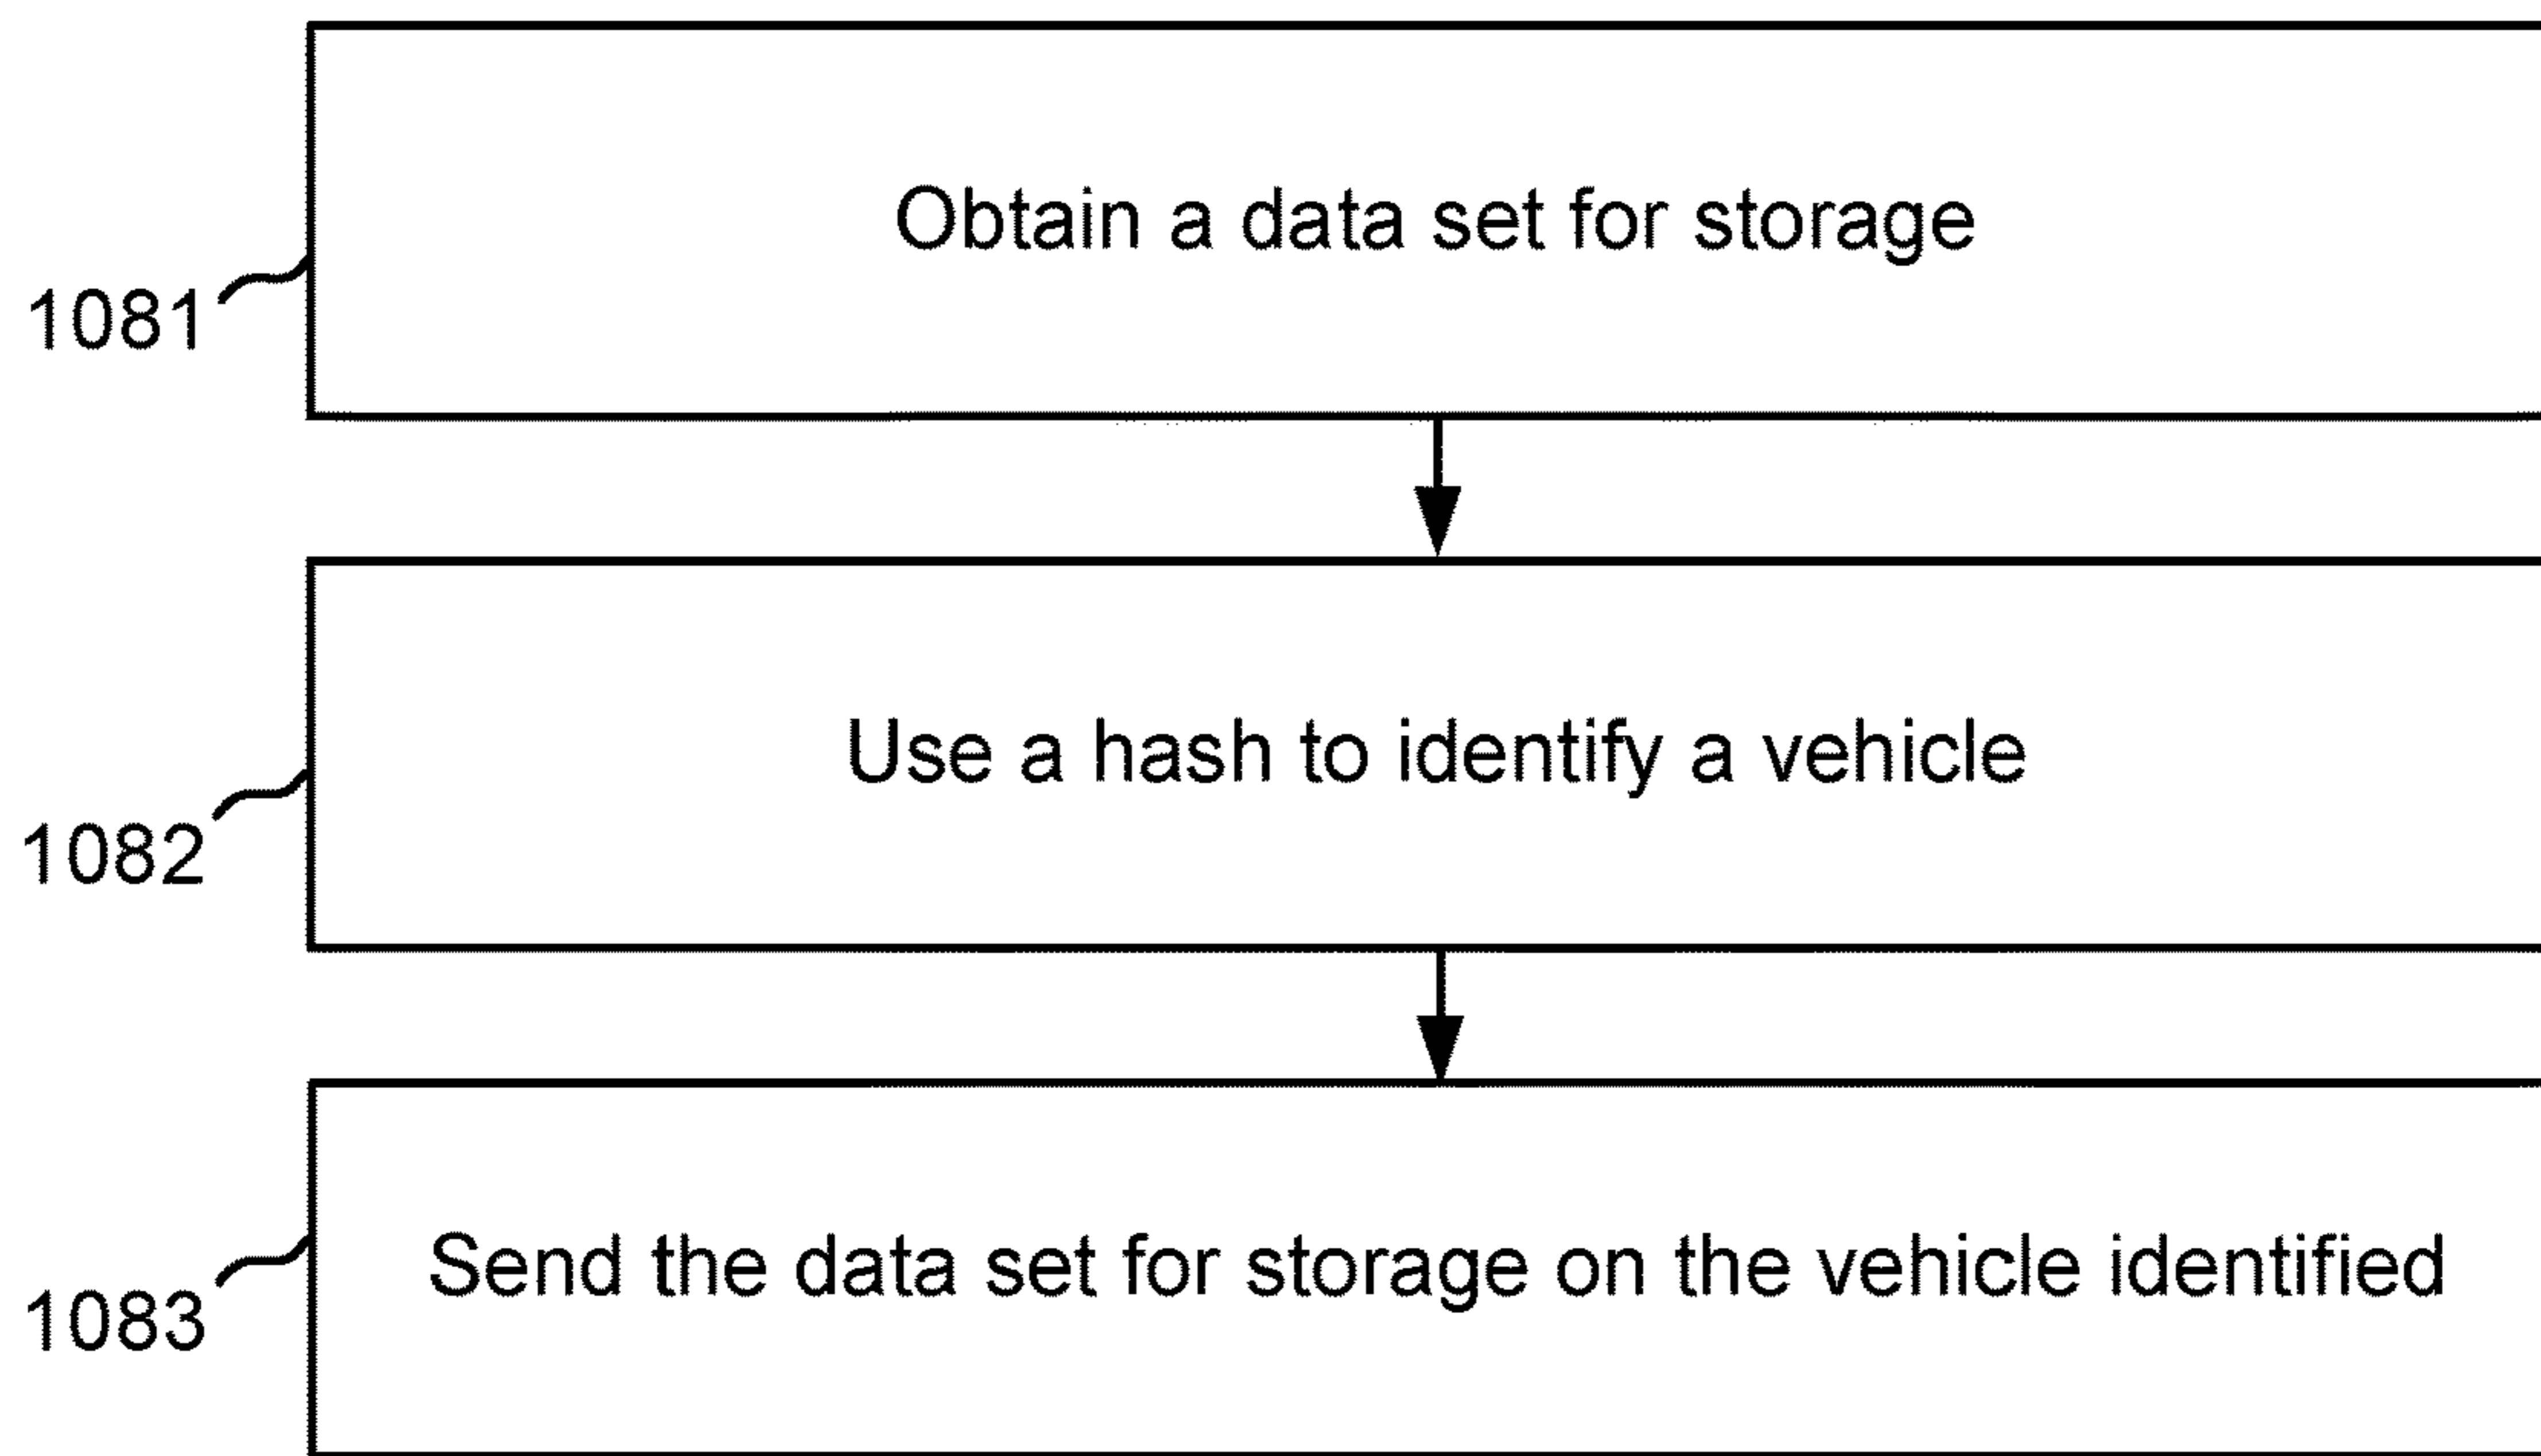 Obtain a data set for storage
1081
Use a hash to identify a vehicle
1082
Send the data set for storage on the vehicle identified
1083